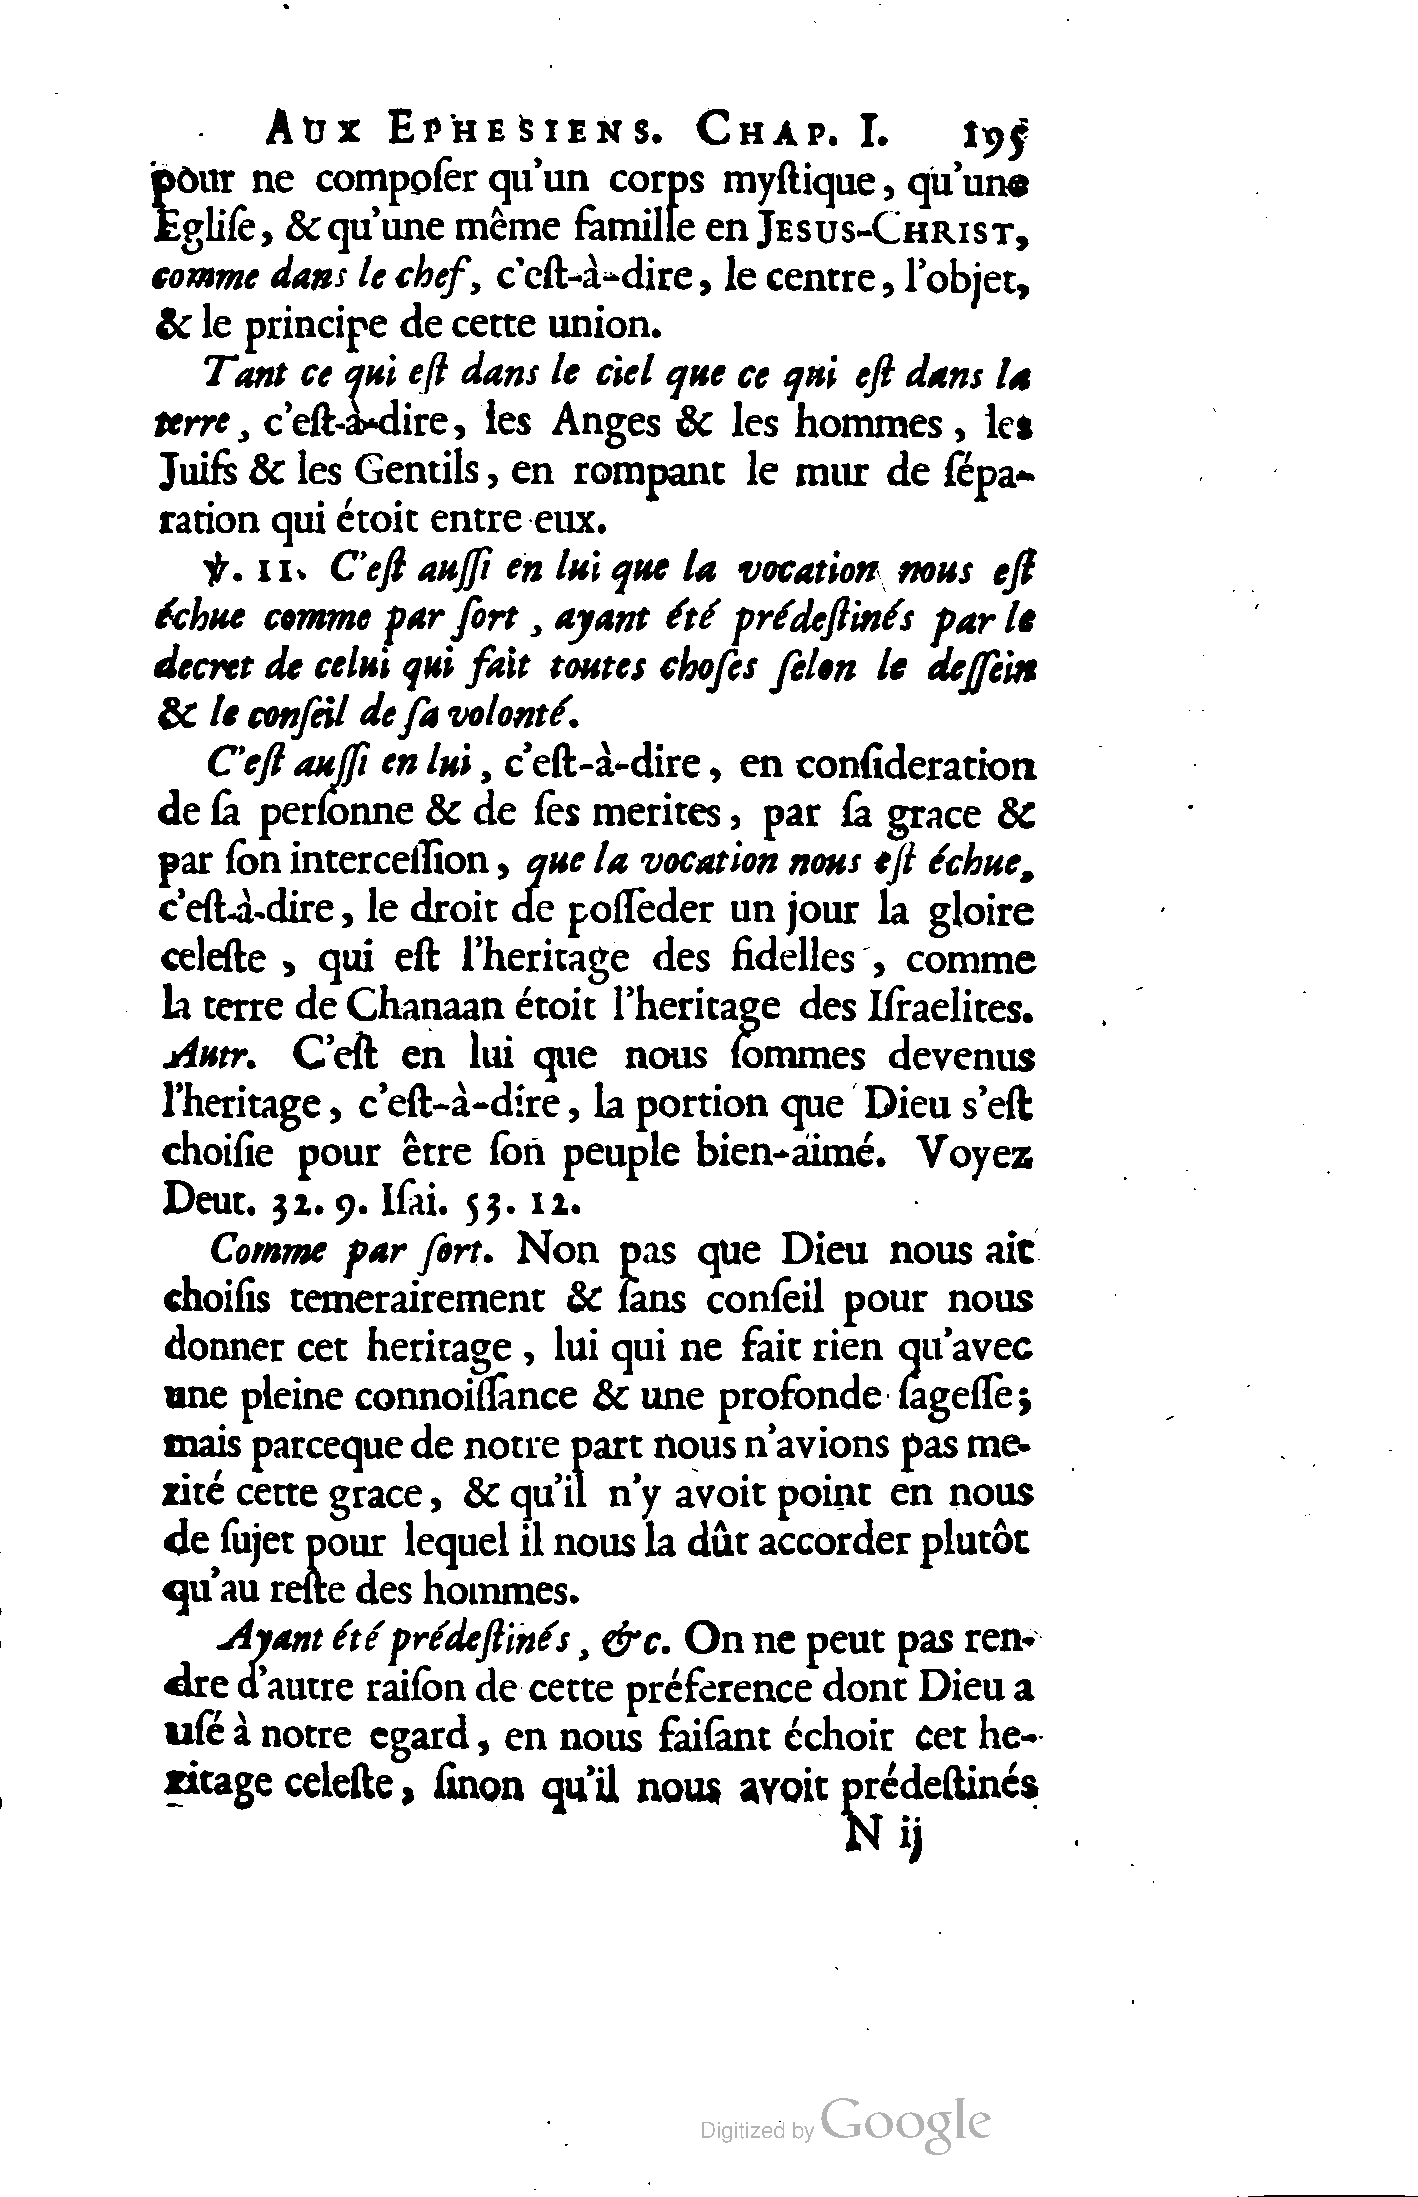 AUX EPHESIENS. CHAP. I. 195
pour ne compoſer qu'un corps myſtique, qu'une
Egliſe, & qu'une même famille en JESUS-CHRIST,
comme dans le chef, c'eſt-à-dire, le centre, l'objet,
& le principe de cette union.
Tant ce qui eſt dans le ciel que ce qui eſt dans la
terre, c'eſt-à-dire, les Anges & les hommes, les
Juifs & les Gentils, en rompant le mur de ſépa-
ration qui étoit entre eux.
℣. 11. C'eſt auſſi en lui que la vocation nous eſt
échue comme par ſort, ayant été prédeſtinés par le
decret de celui qui fait toutes choſes ſelon le deſſein
& le conſeil de ſa volonté.
C'eſt auſſi en lui, c'eſt-à-dire, en conſideration
de ſa perſonne & de ſes merites, par ſa grace &
par ſon interceſſion, que la vocation nous eſt échue,
c'eſt-à-dire, le droit de poſſeder un jour la gloire
celeſte, qui eſt l'heritage des fidelles, comme
la terre de Chanaan étoit l'heritage des Iſraelites.
Autr. C'eſt en lui que nous ſommes devenus
l'heritage, c'eſt-à-dire, la portion que Dieu s'eſt
choiſie pour être ſon peuple bien-aimé. Voyez
Deut. 32. 9. Iſai. 53. 12.
Comme par ſort. Non pas que Dieu nous ait
choiſis temerairement & ſans conſeil pour nous
donner cet heritage, lui qui ne fait rien qu'avec
une pleine connoiſſance & une profonde ſageſſe;
mais parceque de notre part nous n'avions pas me-
rité cette grace, & qu'il n'y avoit point en nous
de ſujet pour lequel il nous la dût accorder plutôt
qu'au reſte des hommes.
Ayant été prédeſtinés, &c. On ne peut pas ren-
dre d'autre raiſon de cette préference dont Dieu a
uſé à notre egard, en nous faiſant échoir cet he-
ritage celeſte, ſinon qu'il nous avoit prédeſtinés
N ij
Digitized by Google